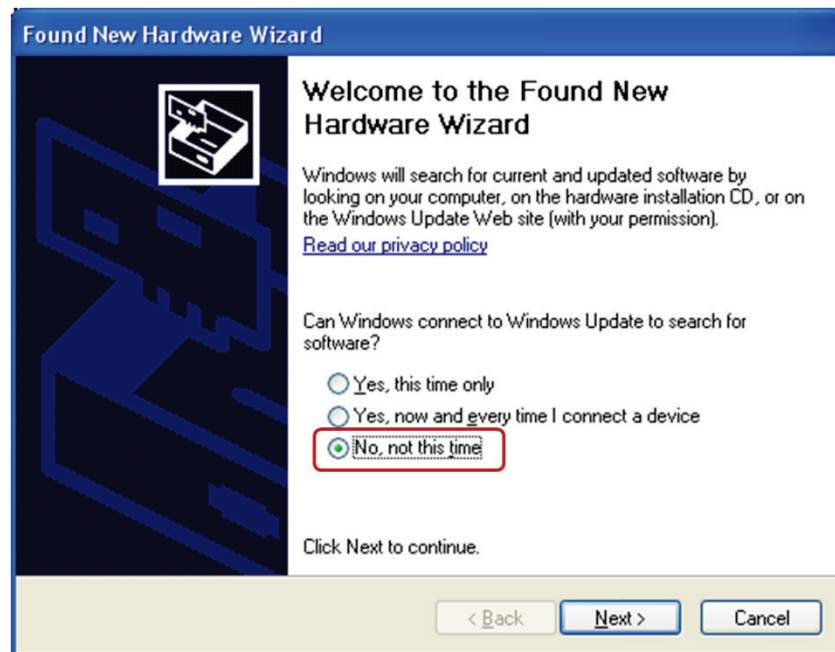 Found New Hardware Wizard
Welcome to the Found New
Hardware Wizard
Windows will search for current and updated software by
looking on your computer, on the hardware installation CD, or on
the Windows Update Web site (with your permission).
Read our privacy policy
Can Windows connect to Windows Update to search for
software?
Yes, this time only
Yes, now and every time I connect a device
No, not this time
Click Next to continue.
< Back Next > Cancel